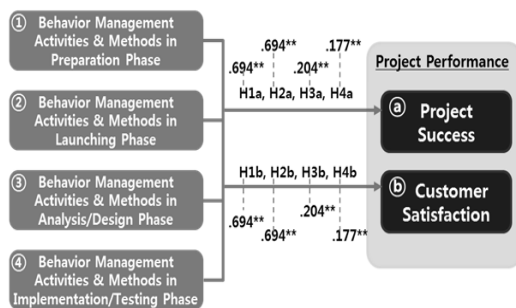 ① Behavior Management
Activities & Methods in
Preparation Phase
② Behavior Management
Activities & Methods in
Launching Phase
③ Behavior Management
Activities & Methods in
Analysis/Design Phase
④ Behavior Management
Activities & Methods in
Implementation/Testing Phase
.694** .177**
.694** .204**
H1a, H2a, H3a, H4a
H1b, H2b, H3b, H4b
.204**
.694** .694** .177**
Project Performance
ⓐ Project
Success
ⓑ Customer
Satisfaction